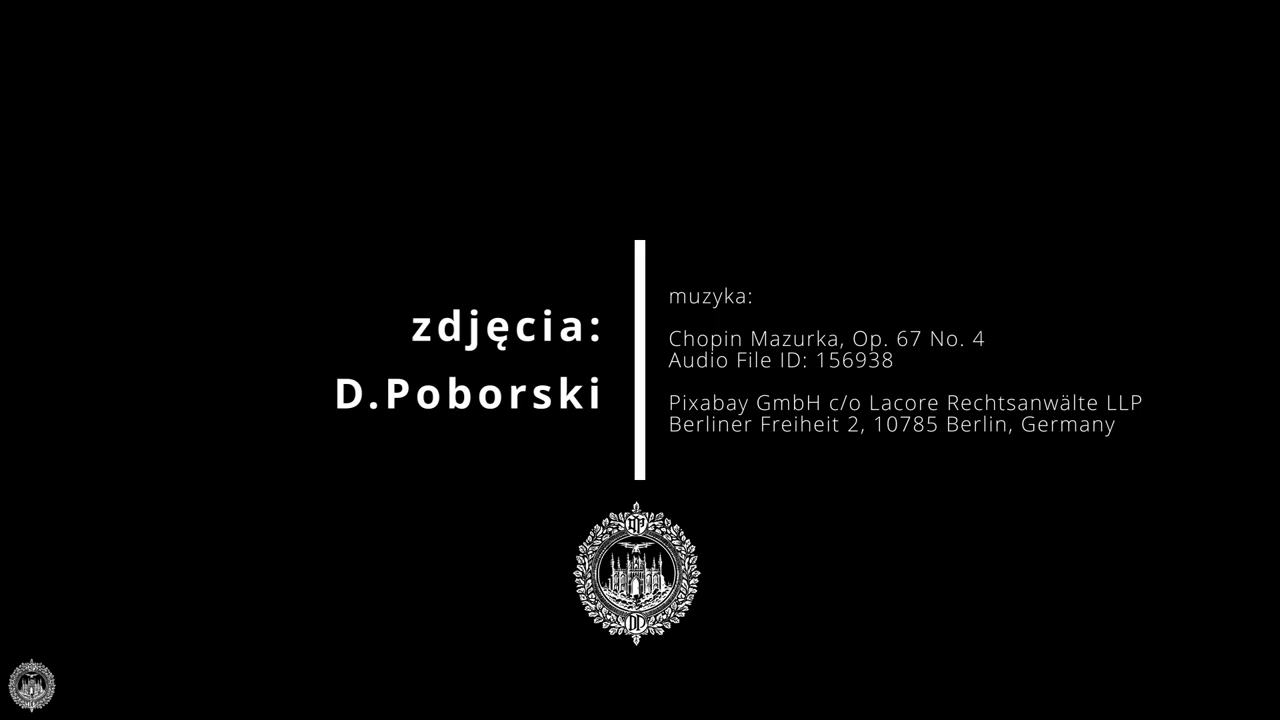 zdjęcia:
D.Poborski
muzyka:
Chopin Mazurka, Op. 67 No. 4
Audio File ID: 156938
Pixabay GmbH c/o Lacore Rechtsanwälte LLP
Berliner Freiheit 2, 10785 Berlin, Germany
DP